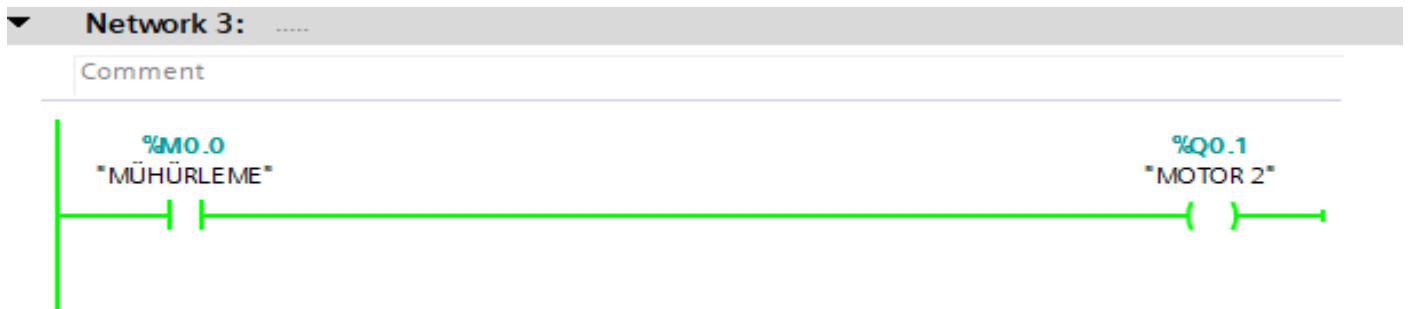 Network 3: .....
Comment
%M0.0 %Q0.1
"MÜHÜRLEME" "MOTOR 2"